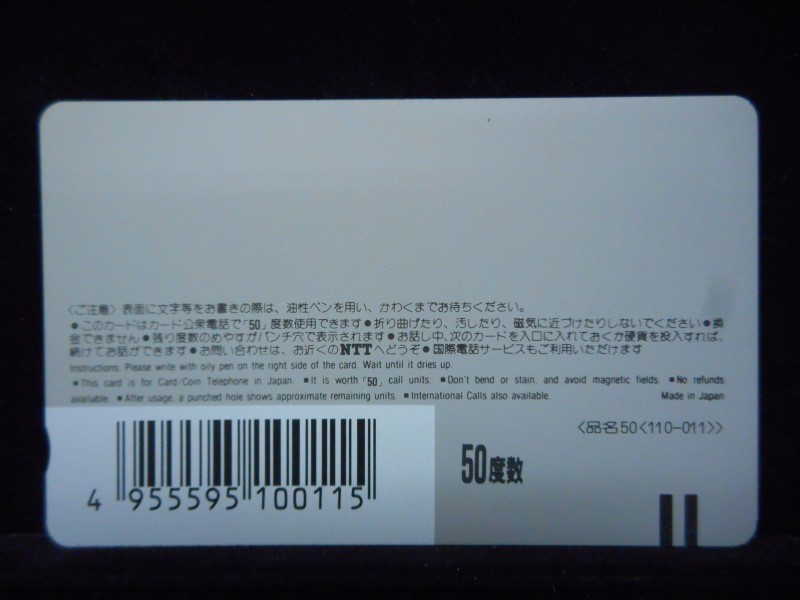 〈ご注意〉表面に文字等をお書きの際は、油性ペンを用い、かわくまでお待ちください。
●このカードはカード公衆電話で「50」度数使用できます●折り曲げたり、汚したり、磁気に近づけたりしないでください●換
金できません●残り度数のめやすがパンチ穴で表示されます●お話し中、次のカードを入口に入れておくか硬貨を投入すれば、
続けてお話ができます●お問い合わせは、お近くのNTTへどうぞ●国際電話サービスもご利用いただけます
Instructions: Please write with oily pen on the right side of the card. Wait until it dries up.
■This card is for Card/Coin Telephone in Japan. ■It is worth「50」call units. ■Don't bend or stain, and avoid magnetic fields. ■No refunds
available. ■After usage, a punched hole shows approximate remaining units. ■International Calls also available. Made in Japan
〈品名50〈110-011〉〉
50度数
4 955595 100115